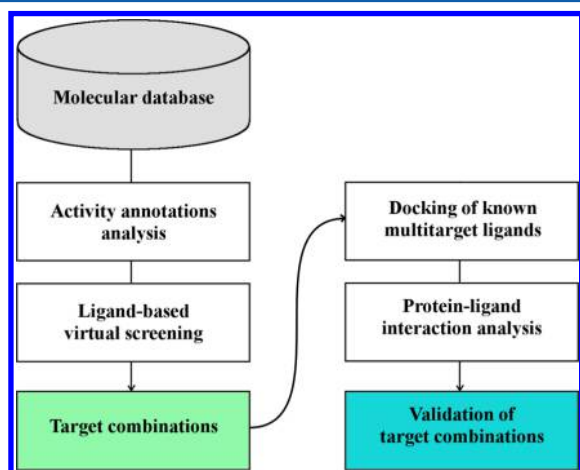 Molecular database
Activity annotations
analysis
Ligand-based
virtual screening
Target combinations
Docking of known
multitarget ligands
Protein-ligand
interaction analysis
Validation of
target combinations